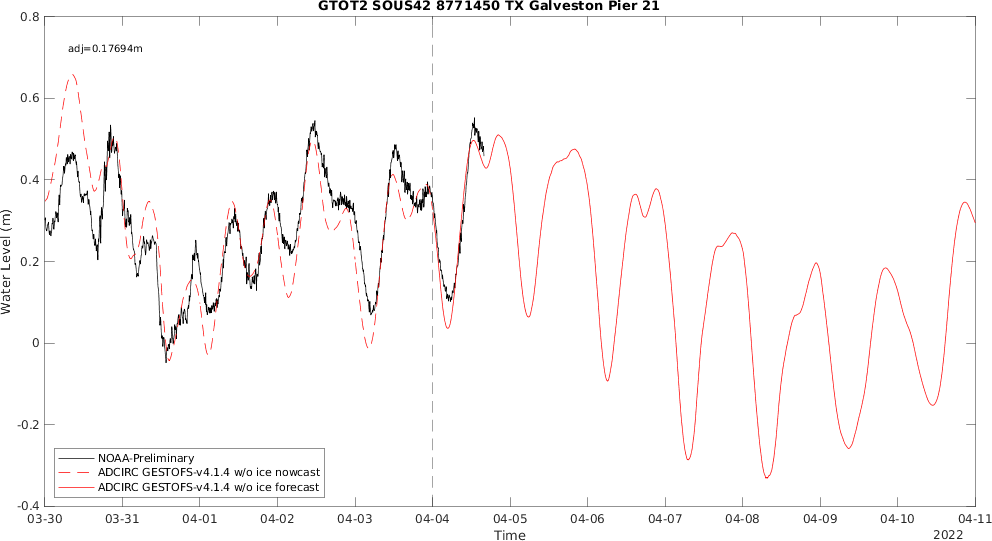 GTOT2 SOUS42 8771450 TX Galveston Pier 21
adj=0.17694m
0.8
0.6
0.4
0.2
0
-0.2
-0.4
Water Level (m)
NOAA-Preliminary
ADCIRC GESTOFS-v4.1.4 w/o ice nowcast
ADCIRC GESTOFS-v4.1.4 w/o ice forecast
03-30 03-31 04-01 04-02 04-03 04-04 04-05 04-06 04-07 04-08 04-09 04-10 04-11
Time
2022